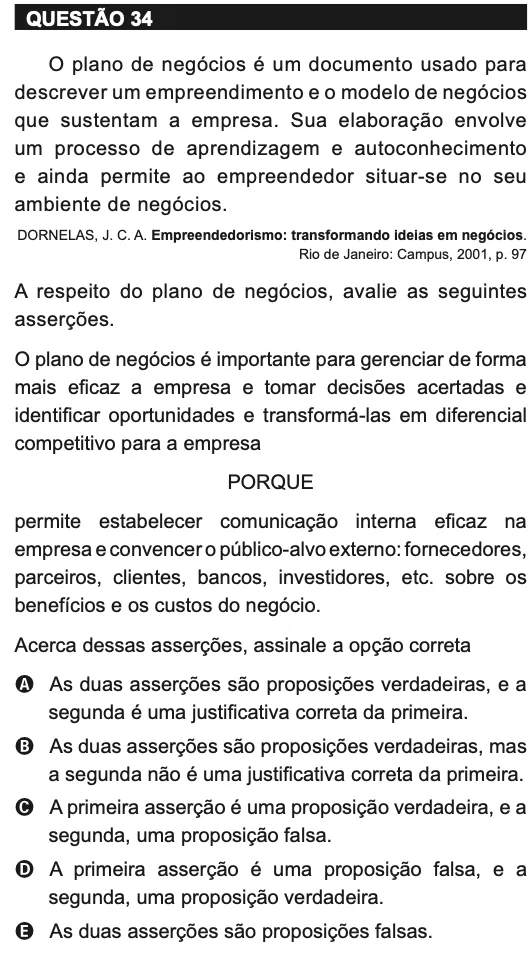 QUESTÃO 34
O plano de negócios é um documento usado para
descrever um empreendimento e o modelo de negócios
que sustentam a empresa. Sua elaboração envolve
um processo de aprendizagem e autoconhecimento
e ainda permite ao empreendedor situar-se no seu
ambiente de negócios.
DORNELAS, J. C. A. Empreendedorismo: transformando ideias em negócios.
Rio de Janeiro: Campus, 2001, p. 97
A respeito do plano de negócios, avalie as seguintes
asserções.
O plano de negócios é importante para gerenciar de forma
mais eficaz a empresa e tomar decisões acertadas e
identificar oportunidades e transformá-las em diferencial
competitivo para a empresa
PORQUE
permite estabelecer comunicação interna eficaz na
empresa e convencer o público-alvo externo: fornecedores,
parceiros, clientes, bancos, investidores, etc. sobre os
benefícios e os custos do negócio.
Acerca dessas asserções, assinale a opção correta
A As duas asserções são proposições verdadeiras, e a
segunda é uma justificativa correta da primeira.
B As duas asserções são proposições verdadeiras, mas
a segunda não é uma justificativa correta da primeira.
C A primeira asserção é uma proposição verdadeira, e a
segunda, uma proposição falsa.
D A primeira asserção é uma proposição falsa, e a
segunda, uma proposição verdadeira.
E As duas asserções são proposições falsas.